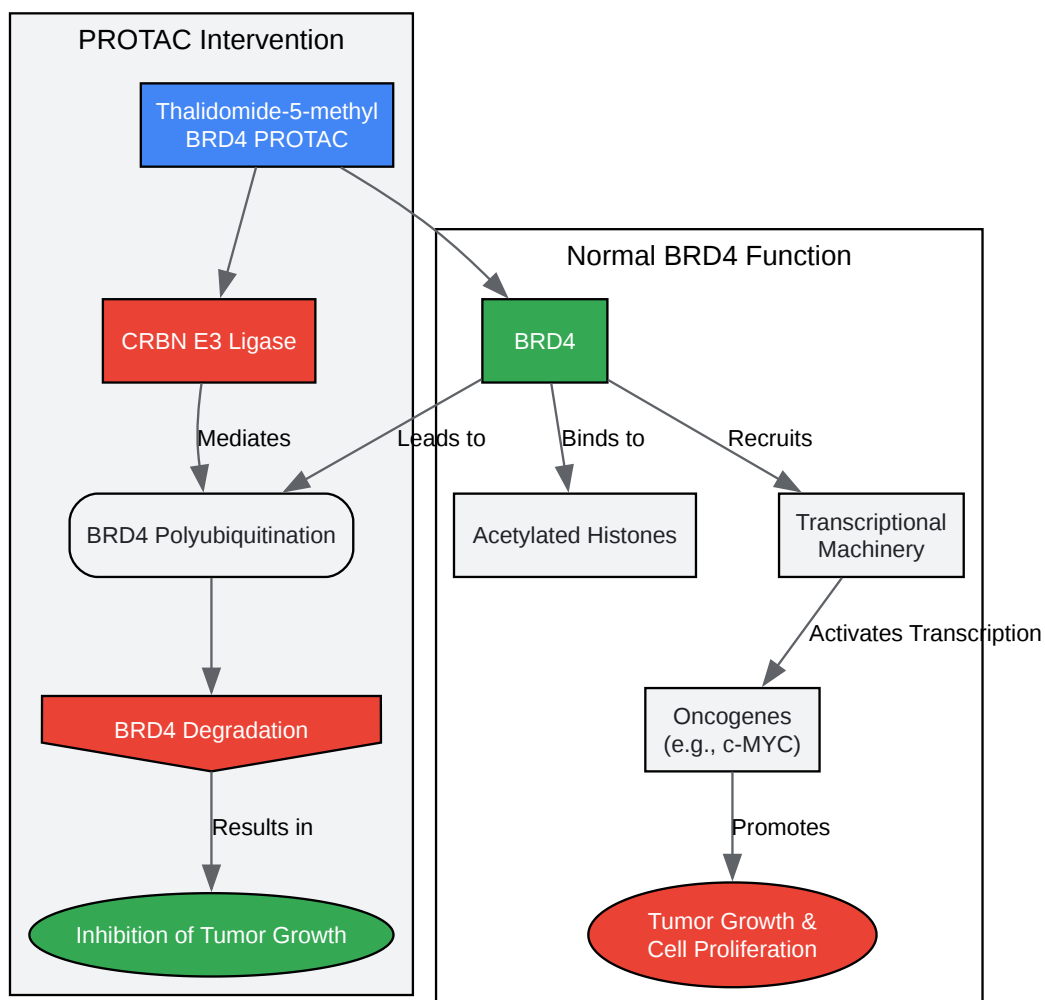 PROTAC Intervention
Thalidomide-5-methyl
BRD4 PROTAC
Normal BRD4 Function
CRBN E3 Ligase
BRD4
Mediates
Leads to
Binds to
Recruits
BRD4 Polyubiquitination
Acetylated Histones
Transcriptional
Machinery
Activates Transcription
BRD4 Degradation
Oncogenes
(e.g., c-MYC)
Results in
Promotes
Inhibition of Tumor Growth
Tumor Growth &
Cell Proliferation